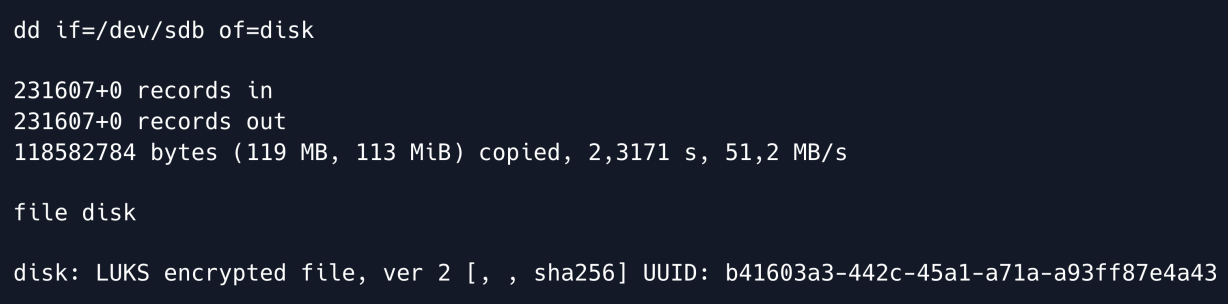 dd if=/dev/sdb of=disk
231607+0 records in
231607+0 records out
118582784 bytes (119 MB, 113 MiB) copied, 2,3171 s, 51,2 MB/s
file disk
disk: LUKS encrypted file, ver 2 [, , sha256] UUID: b41603a3-442c-45a1-a71a-a93ff87e4a43